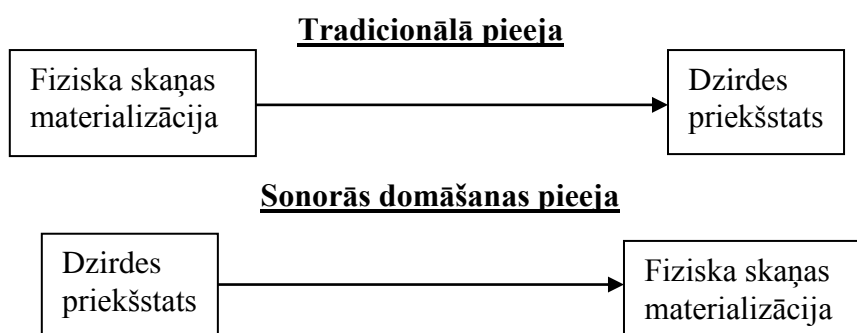 Tradicionālā pieeja
Fiziska skaņas
materializācija
Dzirdes
priekšstats
Sonorās domāšanas pieeja
Dzirdes
priekšstats
Fiziska skaņas
materializācija